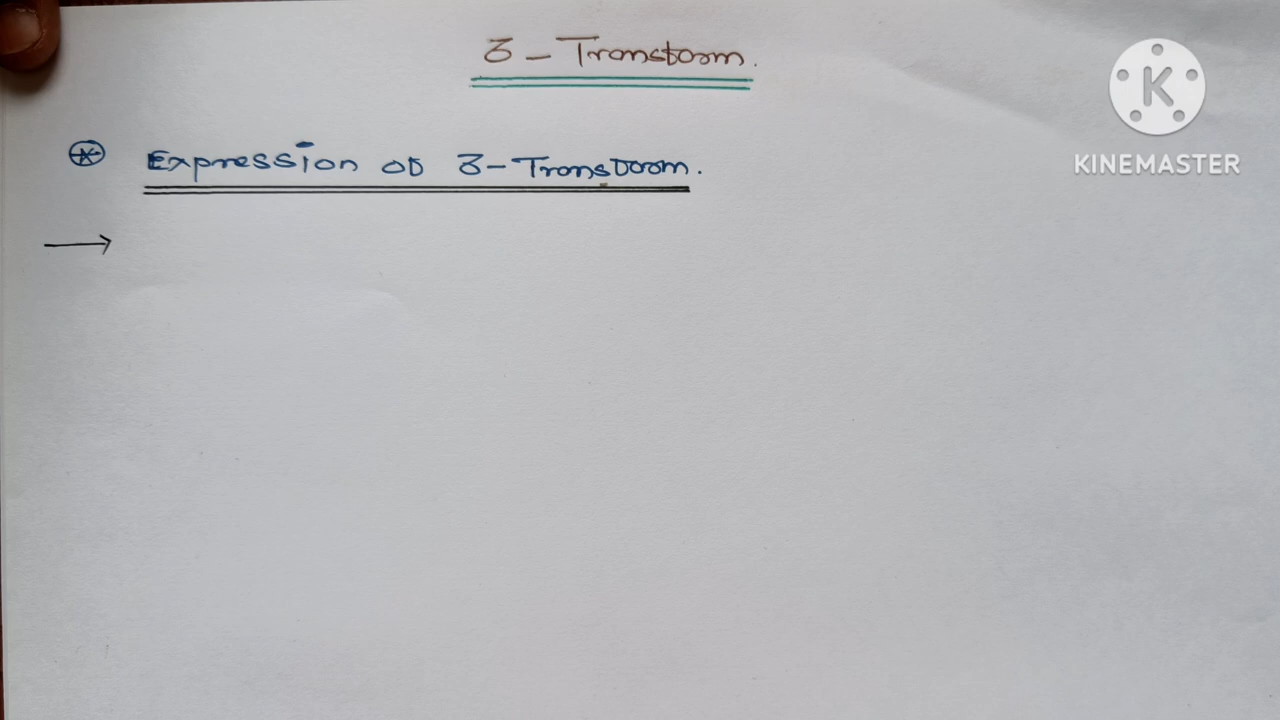 Z - Transform.
Expression of Z - Transform.
KINEMASTER